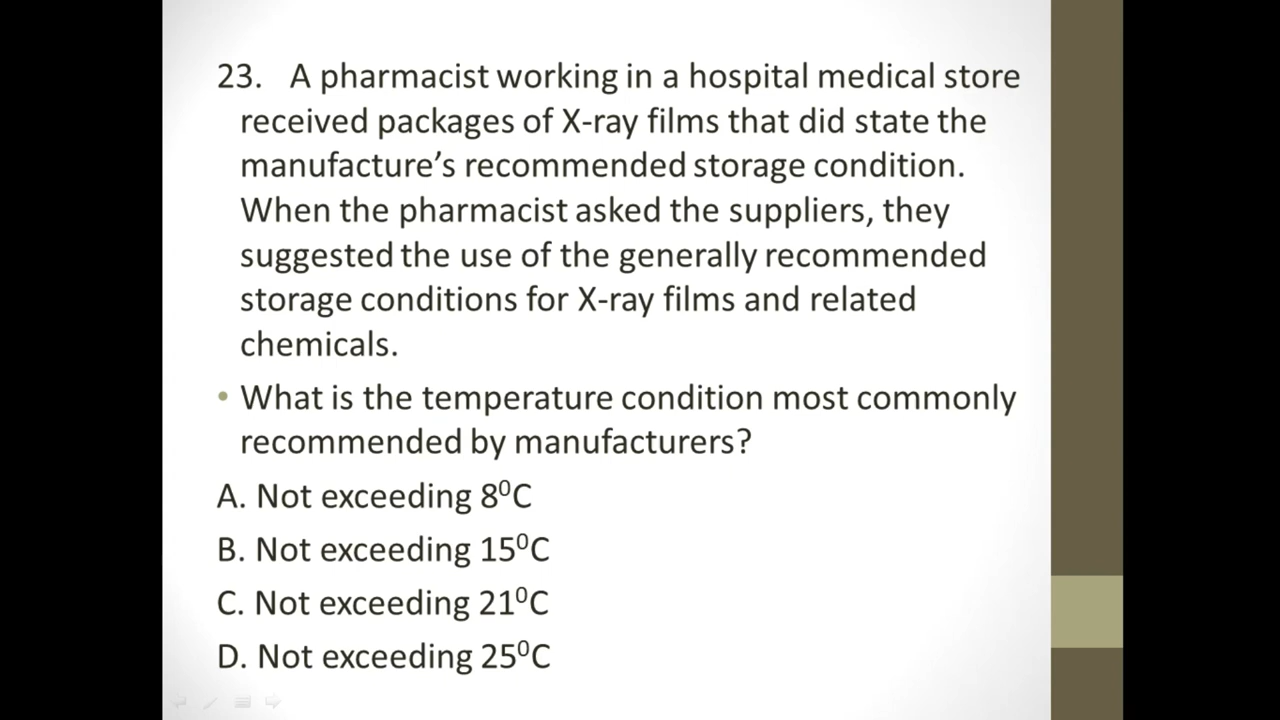 23. A pharmacist working in a hospital medical store
received packages of X-ray films that did state the
manufacture’s recommended storage condition.
When the pharmacist asked the suppliers, they
suggested the use of the generally recommended
storage conditions for X-ray films and related
chemicals.
• What is the temperature condition most commonly
recommended by manufacturers?
A. Not exceeding 8⁰C
B. Not exceeding 15⁰C
C. Not exceeding 21⁰C
D. Not exceeding 25⁰C